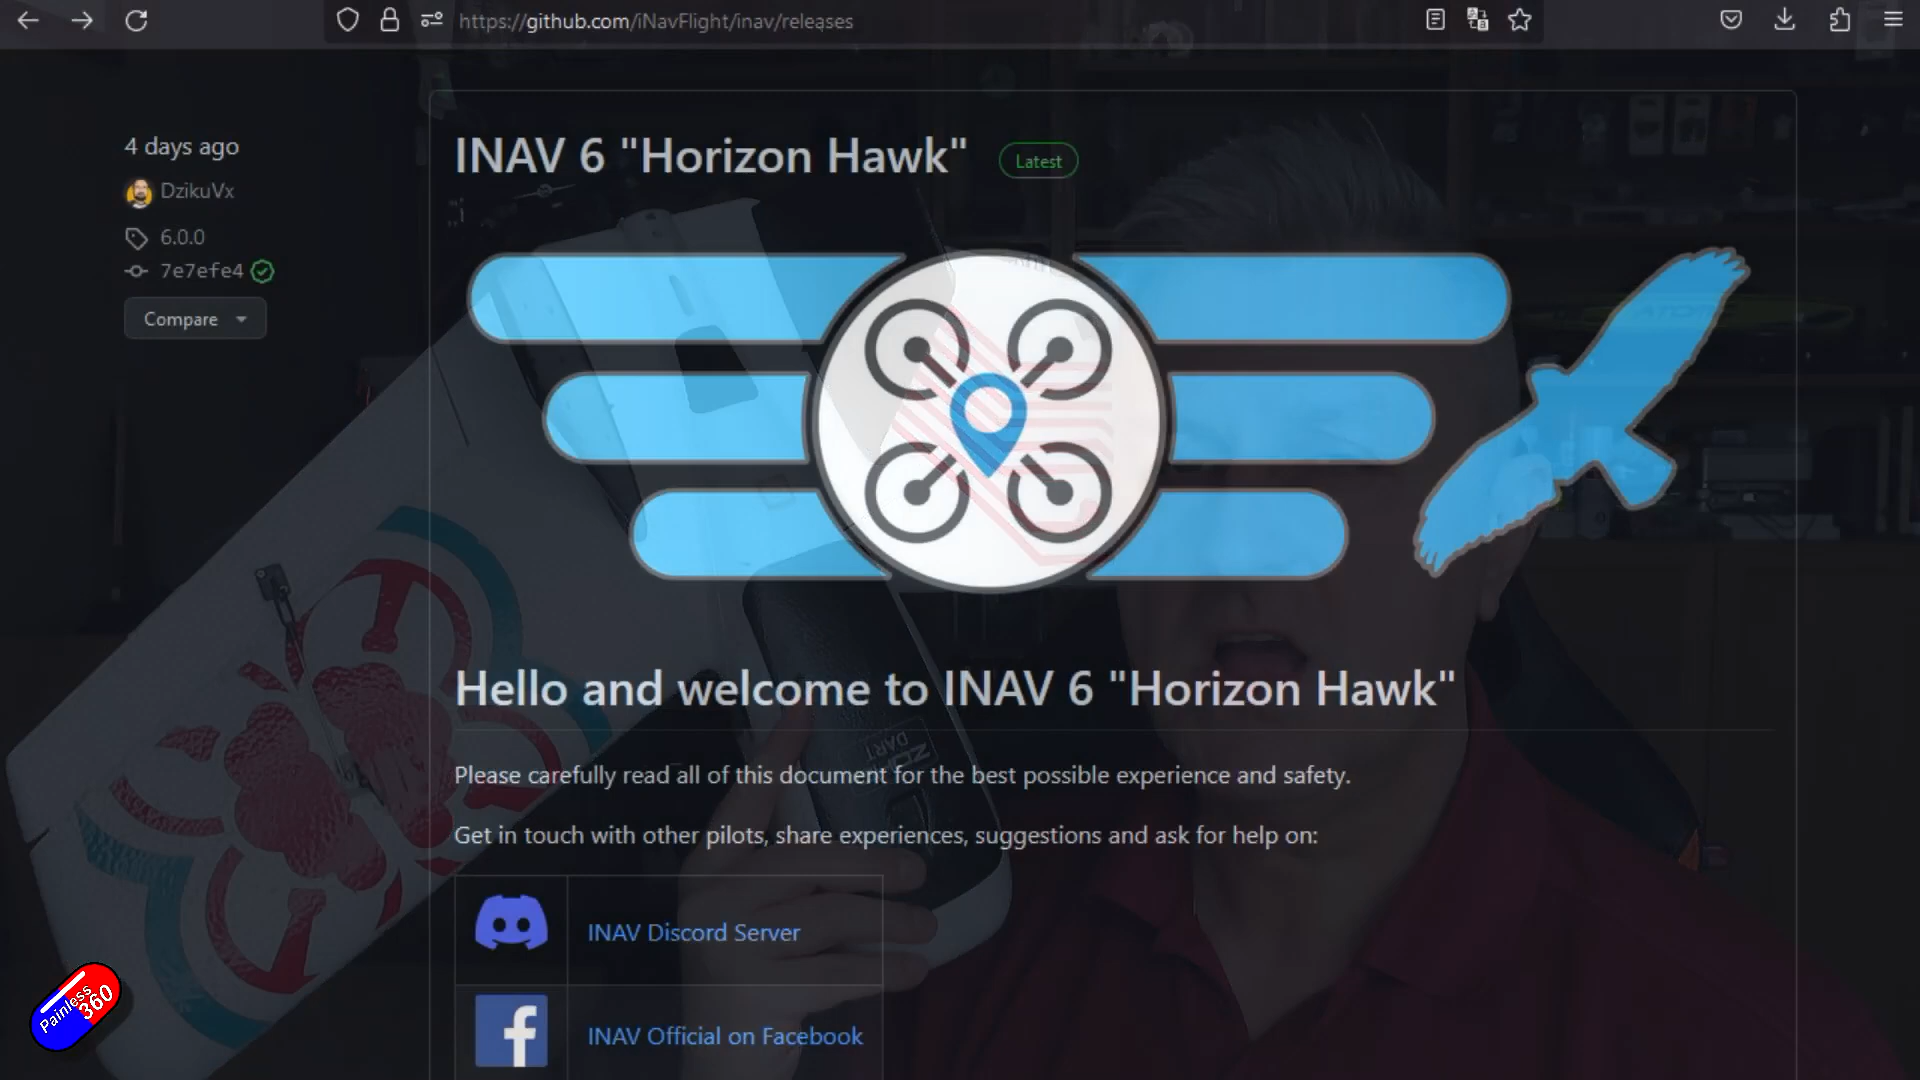 https://github.com/iNavFlight/inav/releases
4 days ago
DzikuVx
6.0.0
7e7efe4
Compare
INAV 6 "Horizon Hawk"
Latest
Hello and welcome to INAV 6 "Horizon Hawk"
Please carefully read all of this document for the best possible experience and safety.
Get in touch with other pilots, share experiences, suggestions and ask for help on:
INAV Discord Server
INAV Official on Facebook
ZOHD
DART
Painless
360